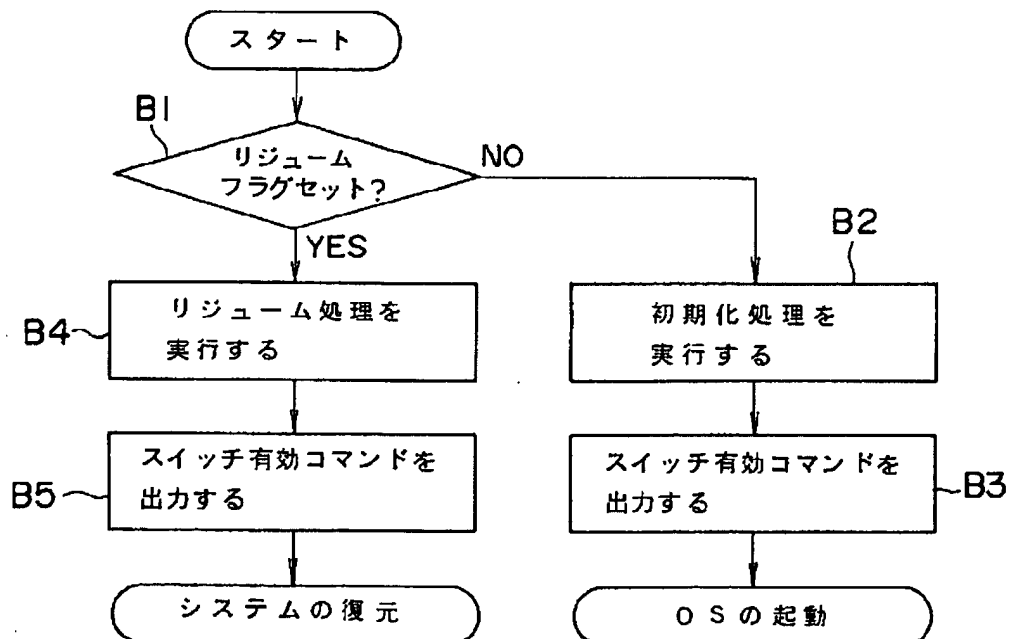 スタート
B1
リジューム
フラグセット?
NO
YES
B2
B4
リジューム処理を
実行する
初期化処理を
実行する
B5
スイッチ有効コマンドを
出力する
スイッチ有効コマンドを
出力する
B3
システムの復元
OSの起動